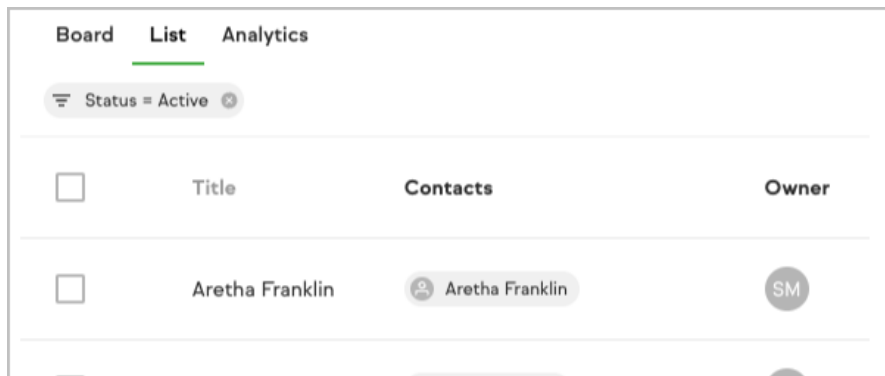 Board List Analytics
Status = Active
Title Contacts Owner
Aretha Franklin Aretha Franklin SM